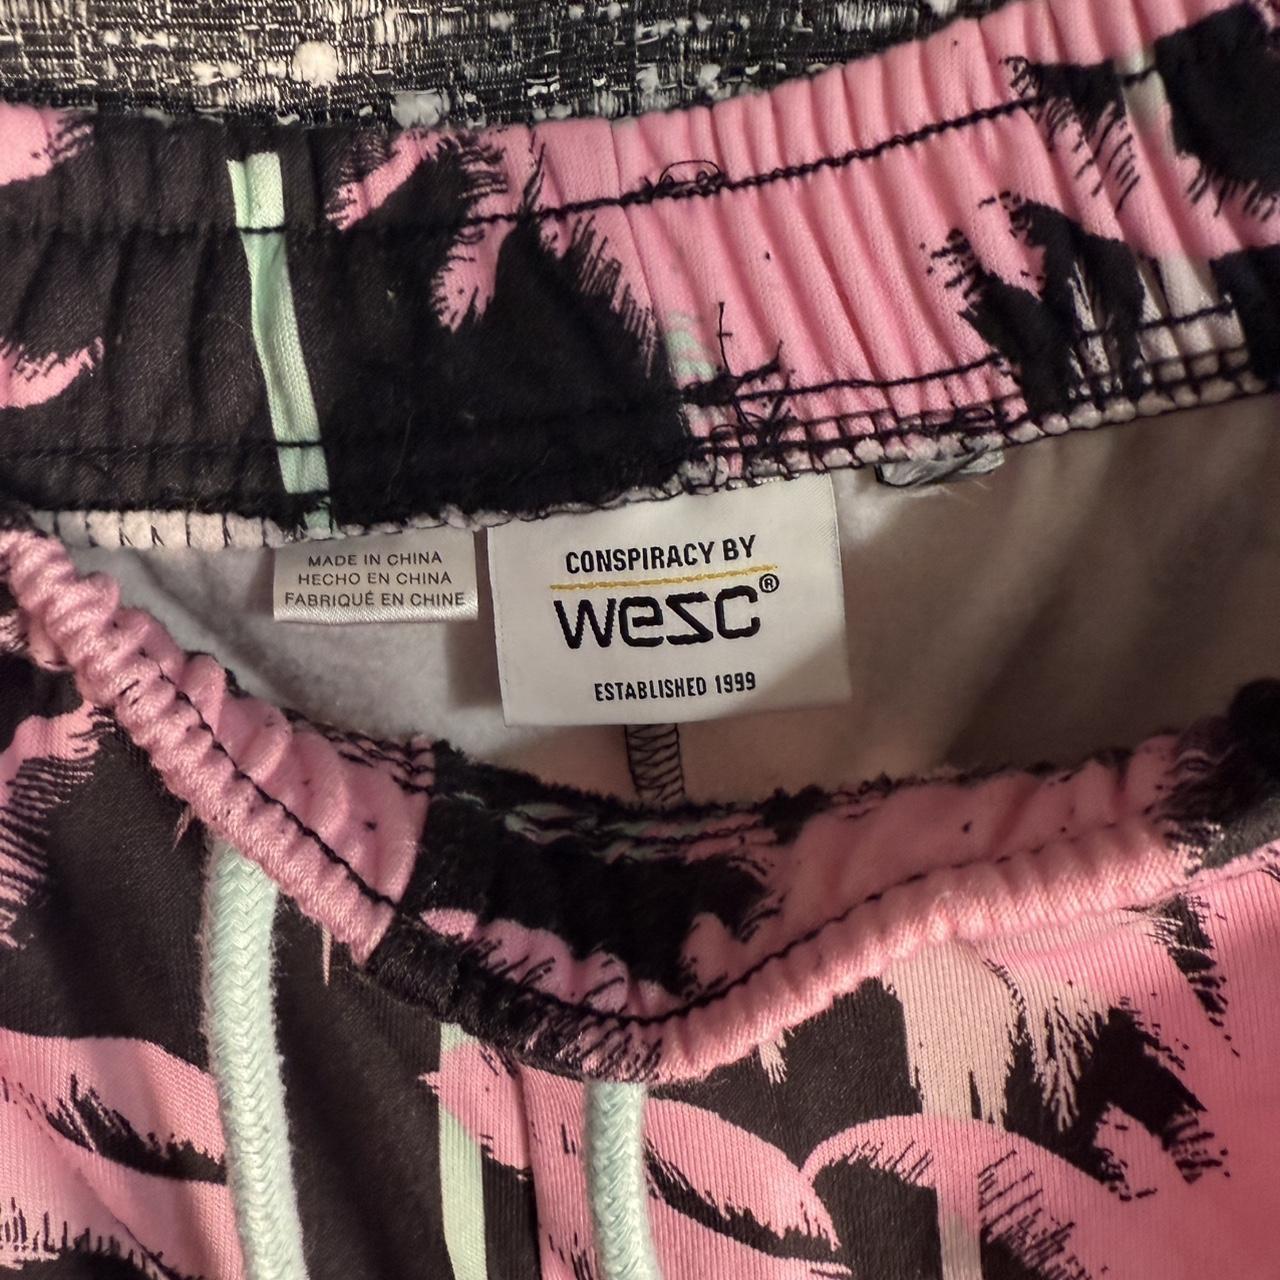 MADE IN CHINA
HECHO EN CHINA
FABRIQUÉ EN CHINE
CONSPIRACY BY
wesc®
ESTABLISHED 1999